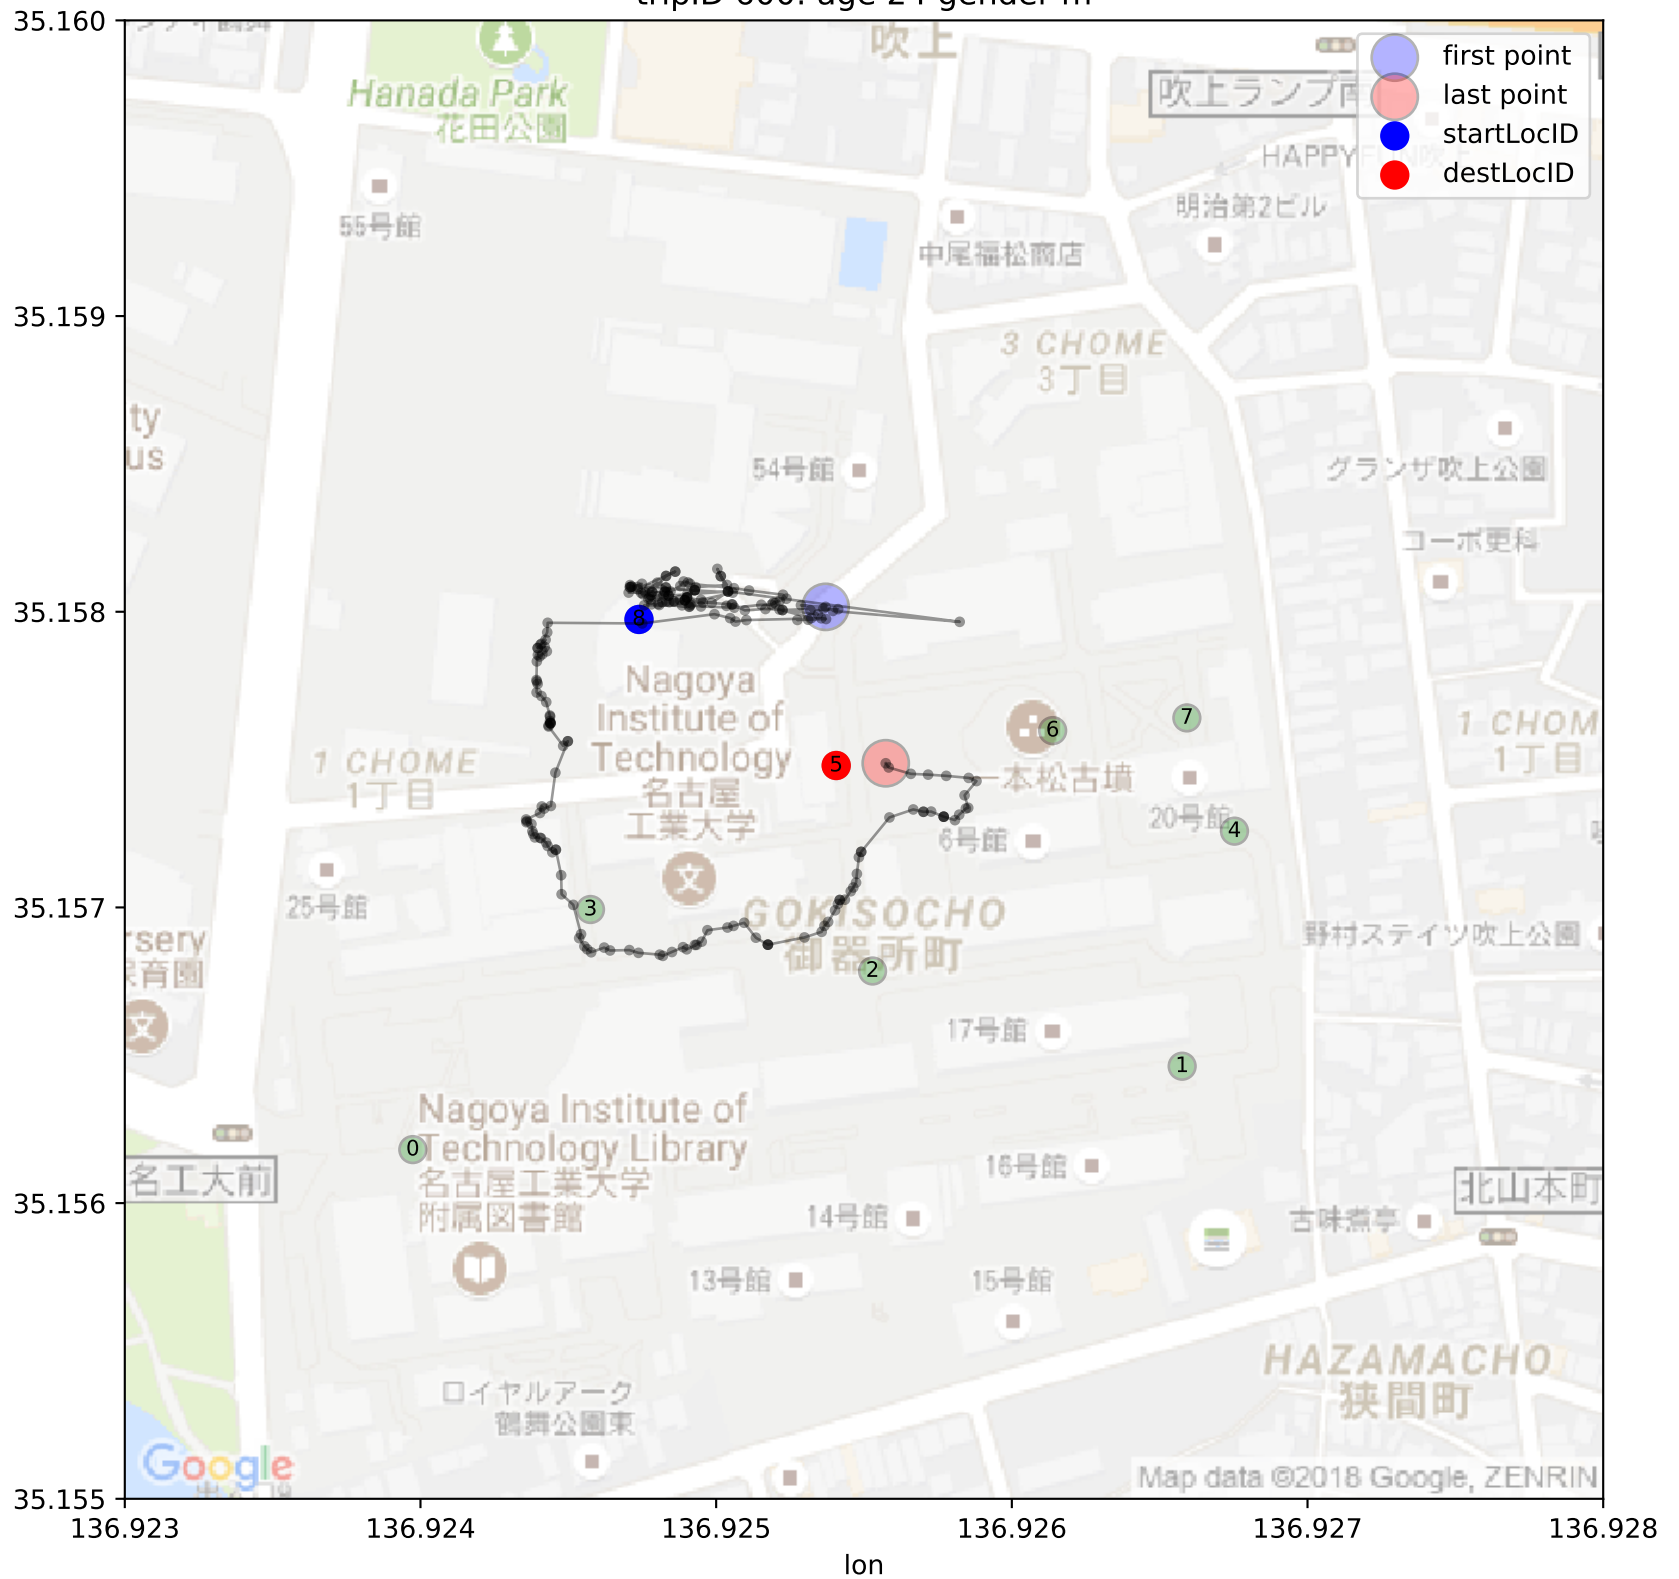 35.160
35.159
35.158
35.157
35.156
35.155
136.923
136.924
136.925
136.926
136.927
136.928
lon
first point
last point
startLocID
destLocID
吹上
Hanada Park
花田公園
吹上ランプ南
HAPPY
明治第2ビル
55号館
中尾福松商店
3 CHOME
3丁目
ty
us
54号館
グランザ吹上公園
コーポ更科
8
Nagoya
Institute of
Technology
名古屋
工業大学
1 CHOME
1丁目
5
6
7
本松古墳
1 CHOM
1丁目
20号館
4
6号館
25号館
3
GOKISOCHO
御器所町
2
野村ステイツ吹上公園
rsery
保育園
17号館
1
Nagoya Institute of
Technology Library
名古屋工業大学
附属図書館
0
名工大前
16号館
北山本町
14号館
古味煮亭
13号館
15号館
HAZAMACHO
狭間町
ロイヤルアーク
鶴舞公園東
Google
Map data ©2018 Google, ZENRIN